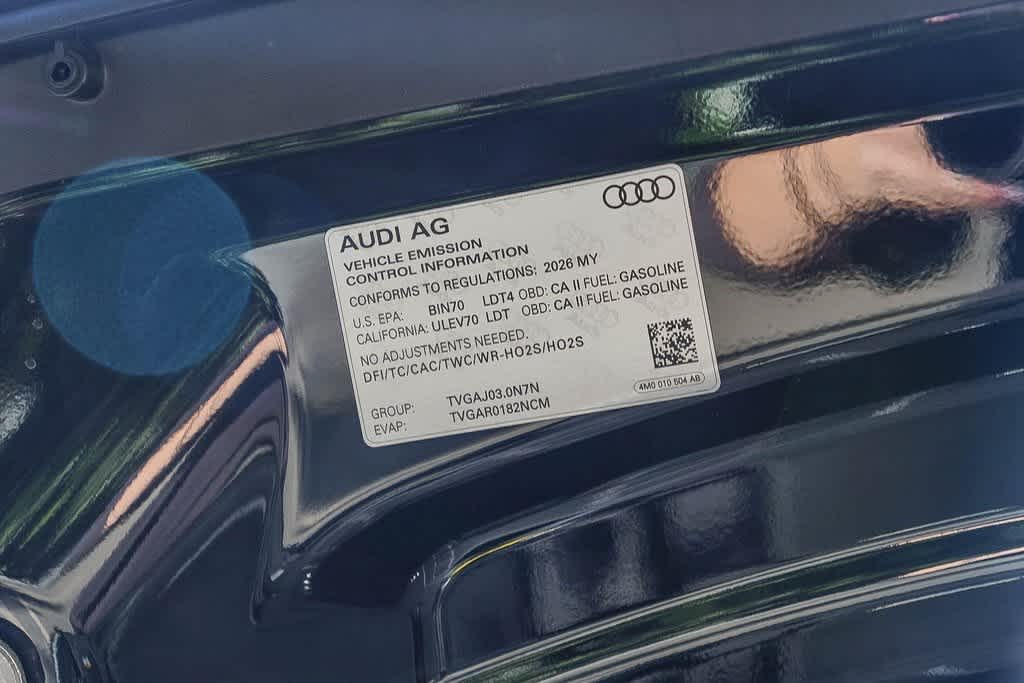 AUDI AG
VEHICLE EMISSION
CONTROL INFORMATION
CONFORMS TO REGULATIONS: 2026 MY
U.S. EPA: BIN70 LDT4 OBD: CA II FUEL: GASOLINE
CALIFORNIA: ULEV70 LDT OBD: CA II FUEL: GASOLINE
NO ADJUSTMENTS NEEDED.
DFI/TC/CAC/TWC/WR-HO2S/HO2S
GROUP: TVGAJ03.0N7N
EVAP: TVGAR0182NCM
4M0 010 504 AB